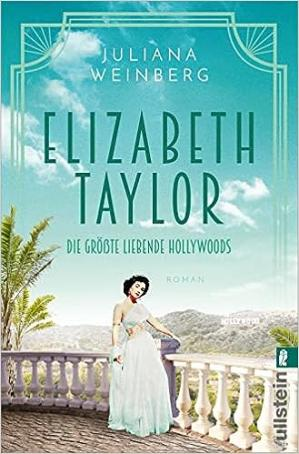 JULIANA
WEINBERG
ELIZABETH
TAYLOR
DIE GRÖẞTE LIEBENDE HOLLYWOODS
ROMAN
ullstein